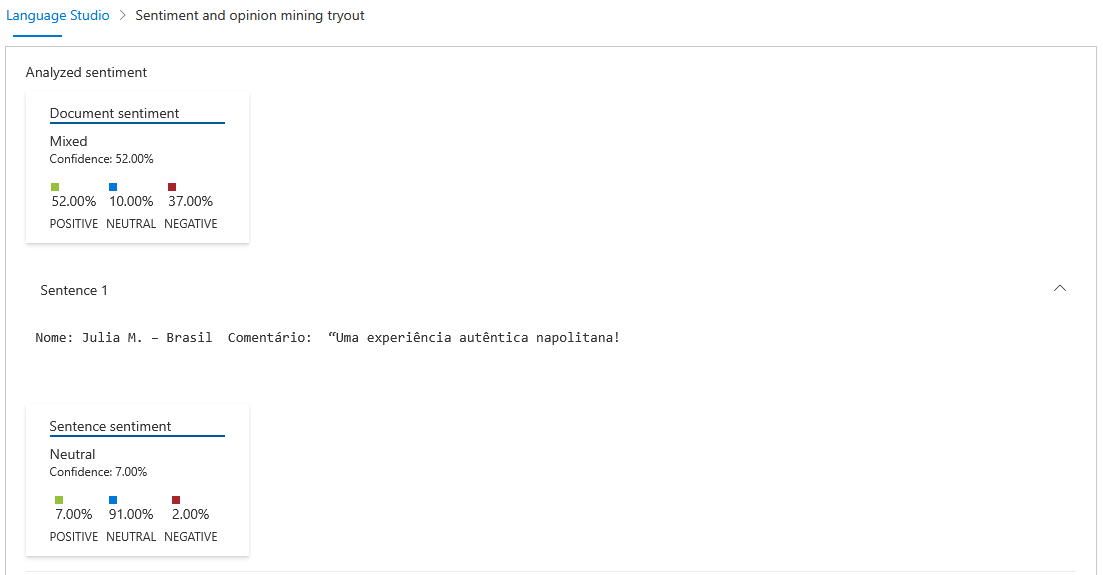 Language Studio > Sentiment and opinion mining tryout
Analyzed sentiment
Document sentiment
Mixed
Confidence: 52.00%
52.00% 10.00% 37.00%
POSITIVE NEUTRAL NEGATIVE
Sentence 1
Nome: Julia M. – Brasil  Comentário:  “Uma experiência autêntica napolitana!
Sentence sentiment
Neutral
Confidence: 7.00%
7.00% 91.00% 2.00%
POSITIVE NEUTRAL NEGATIVE